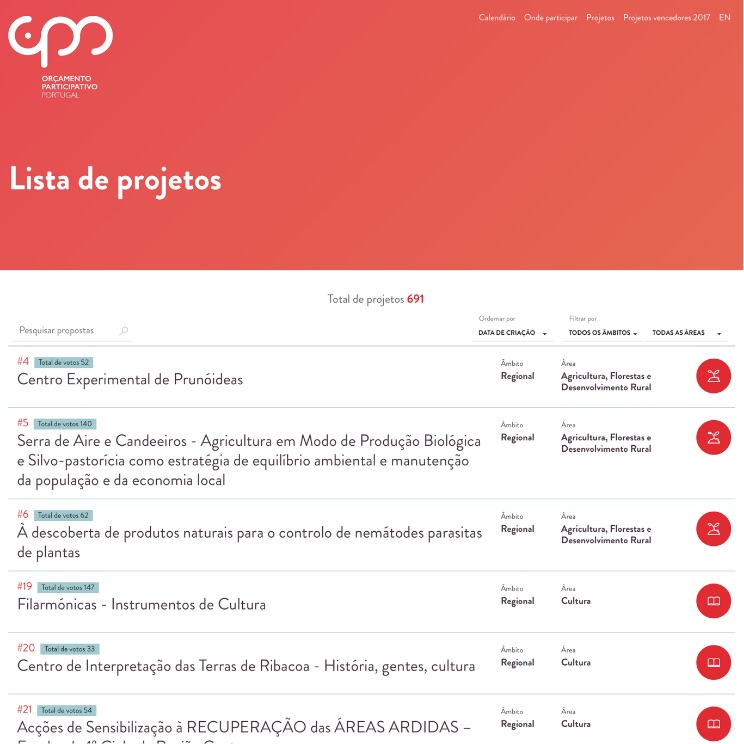 Calendário Onde participar Projetos Projetos vencedores 2017 EN
opp
ORÇAMENTO
PARTICIPATIVO
PORTUGAL
Lista de projetos
Total de projetos 691
Ordernar por
Filtrar por
Pesquisar propostas
DATA DE CRIAÇÃO
TODOS OS ÂMBITOS
TODAS AS ÁREAS
#4 Total de votos 52
Centro Experimental de Prunóideas
Âmbito
Regional
Área
Agricultura, Florestas e
Desenvolvimento Rural
#5 Total de votos 140
Serra de Aire e Candeeiros - Agricultura em Modo de Produção Biológica
e Silvo-pastorícia como estratégia de equilíbrio ambiental e manutenção
da população e da economia local
Âmbito
Regional
Área
Agricultura, Florestas e
Desenvolvimento Rural
#6 Total de votos 62
À descoberta de produtos naturais para o controlo de nemátodes parasitas
de plantas
Âmbito
Regional
Área
Agricultura, Florestas e
Desenvolvimento Rural
#19 Total de votos 147
Filarmónicas - Instrumentos de Cultura
Âmbito
Regional
Área
Cultura
#20 Total de votos 33
Centro de Interpretação das Terras de Ribacoa - História, gentes, cultura
Âmbito
Regional
Área
Cultura
#21 Total de votos 54
Acções de Sensibilização à RECUPERAÇÃO das ÁREAS ARDIDAS –
Âmbito
Regional
Área
Cultura